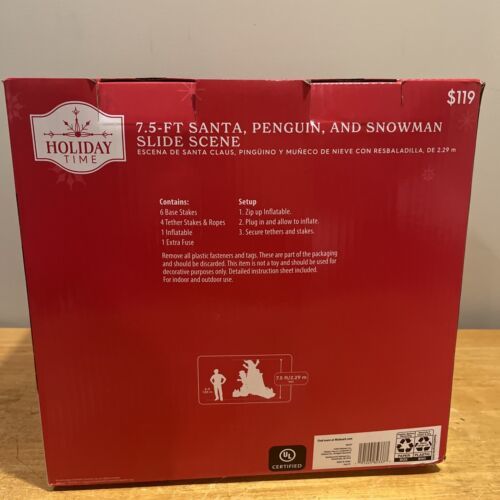 $119
HOLIDAY
TIME
7.5-FT SANTA, PENGUIN, AND SNOWMAN
SLIDE SCENE
ESCENA DE SANTA CLAUS, PINGÜINO Y MUÑECO DE NIEVE CON RESBALADILLA, DE 2.29 m
Contains:
6 Base Stakes
4 Tether Stakes & Ropes
1 Inflatable
1 Extra Fuse
Setup
1. Zip up Inflatable.
2. Plug in and allow to inflate.
3. Secure tethers and stakes.
Remove all plastic fasteners and tags. These are part of the packaging
and should be discarded. This item is not a toy and should be used for
decorative purposes only. Detailed instruction sheet included.
For indoor and outdoor use.
7.5 ft/2.29 m
UL
CERTIFIED